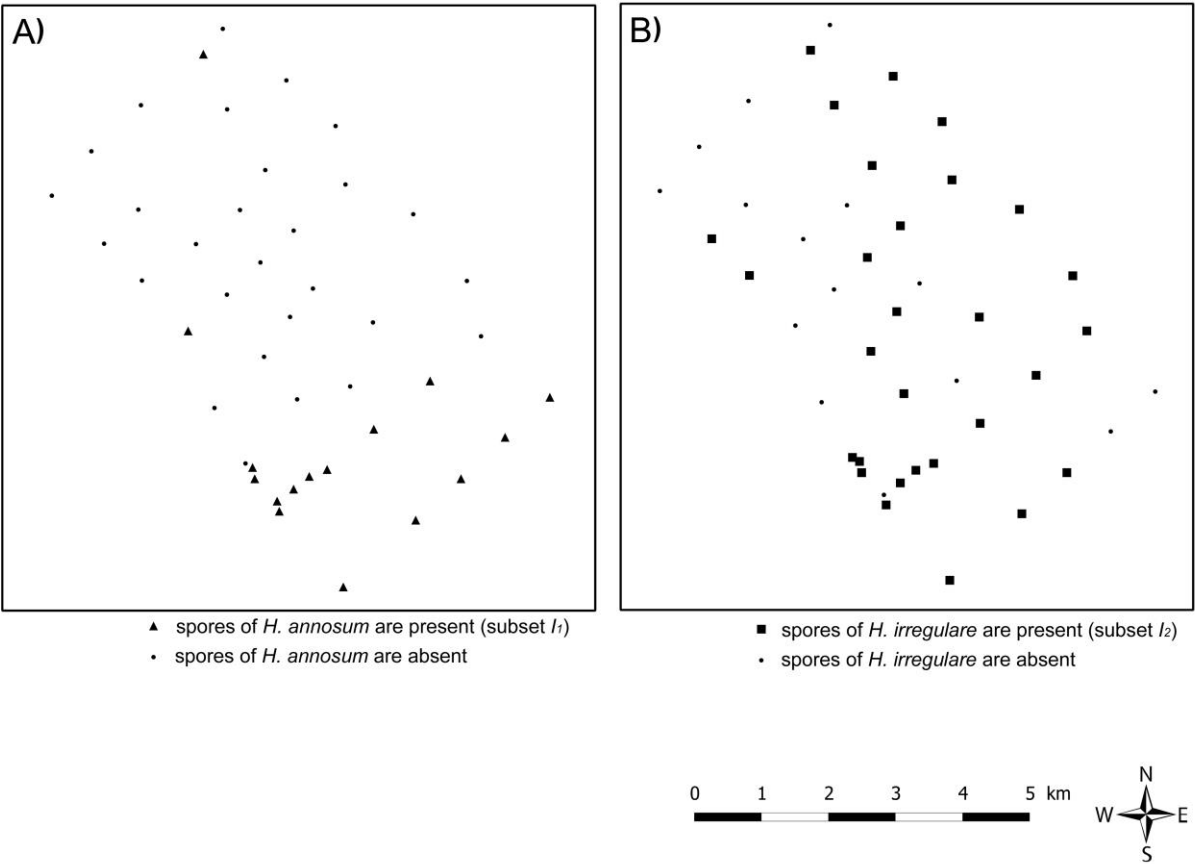 A)
B)
spores of H. annosum are present (subset I1)
spores of H. annosum are absent
spores of H. irregulare are present (subset I2)
spores of H. irregulare are absent
0 1 2 3 4 5 km
N
W E
S